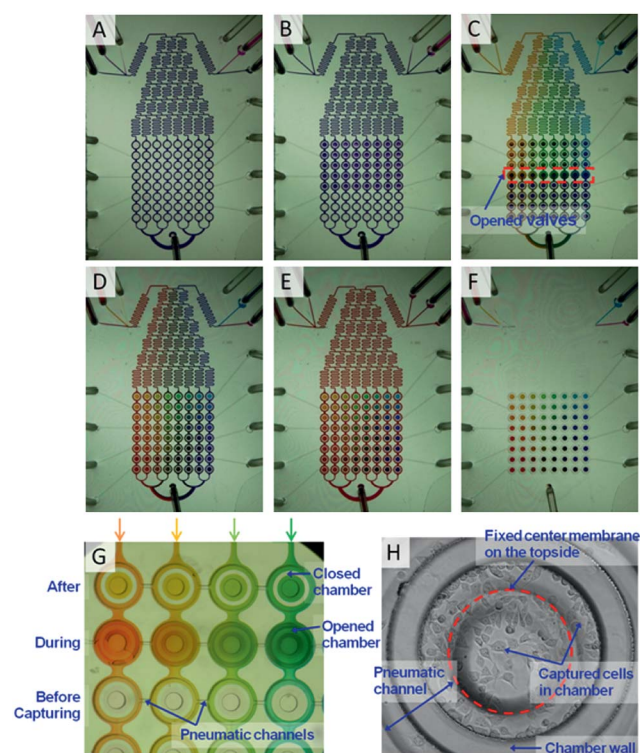 A
B
C
Opened valves
D
E
F
G
After
During
Before
Capturing
Closed
chamber
Opened
chamber
Pneumatic channels
H
Fixed center membrane
on the topside
Pneumatic
channel
Captured cells
in chamber
Chamber wall